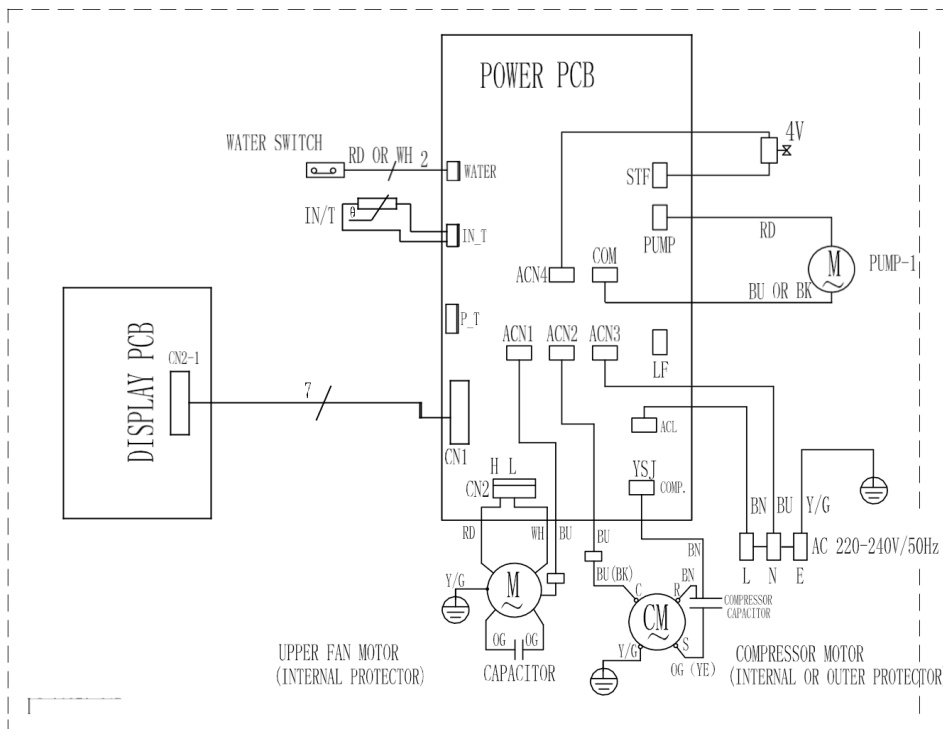 POWER PCB
WATER SWITCH
RD OR WH 2
WATER
4V
STF
IN/T
θ
IN_T
PUMP
RD
PUMP-1
M
~
ACN4
COM
BU OR BK
P_T
ACN1
ACN2
ACN3
LF
DISPLAY PCB
CN2-1
7
CN1
ACL
H L
CN2
YSJ
COMP.
BN
BU
Y/G
AC 220-240V/50Hz
L
N
E
RD
WH
BU
BU
BN
Y/G
M
~
BU(BK)
C
R
BN
COMPRESSOR
CAPACITOR
CM
~
OG
OG
CAPACITOR
Y/G
S
OG (YE)
UPPER FAN MOTOR
(INTERNAL PROTECTOR)
COMPRESSOR MOTOR
(INTERNAL OR OUTER PROTECTOR